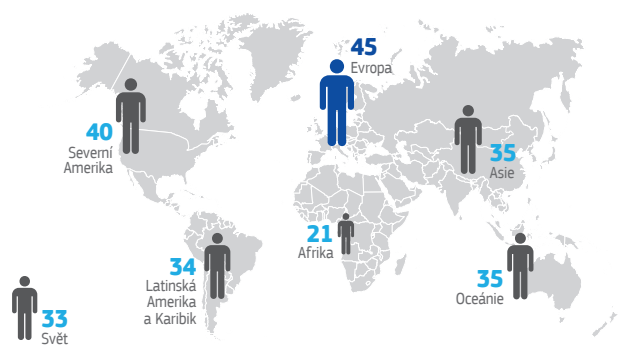 45
Evropa
40
Severní
Amerika
35
Asie
21
Afrika
34
Latinská
Amerika
a Karibik
35
Oceánie
33
Svět